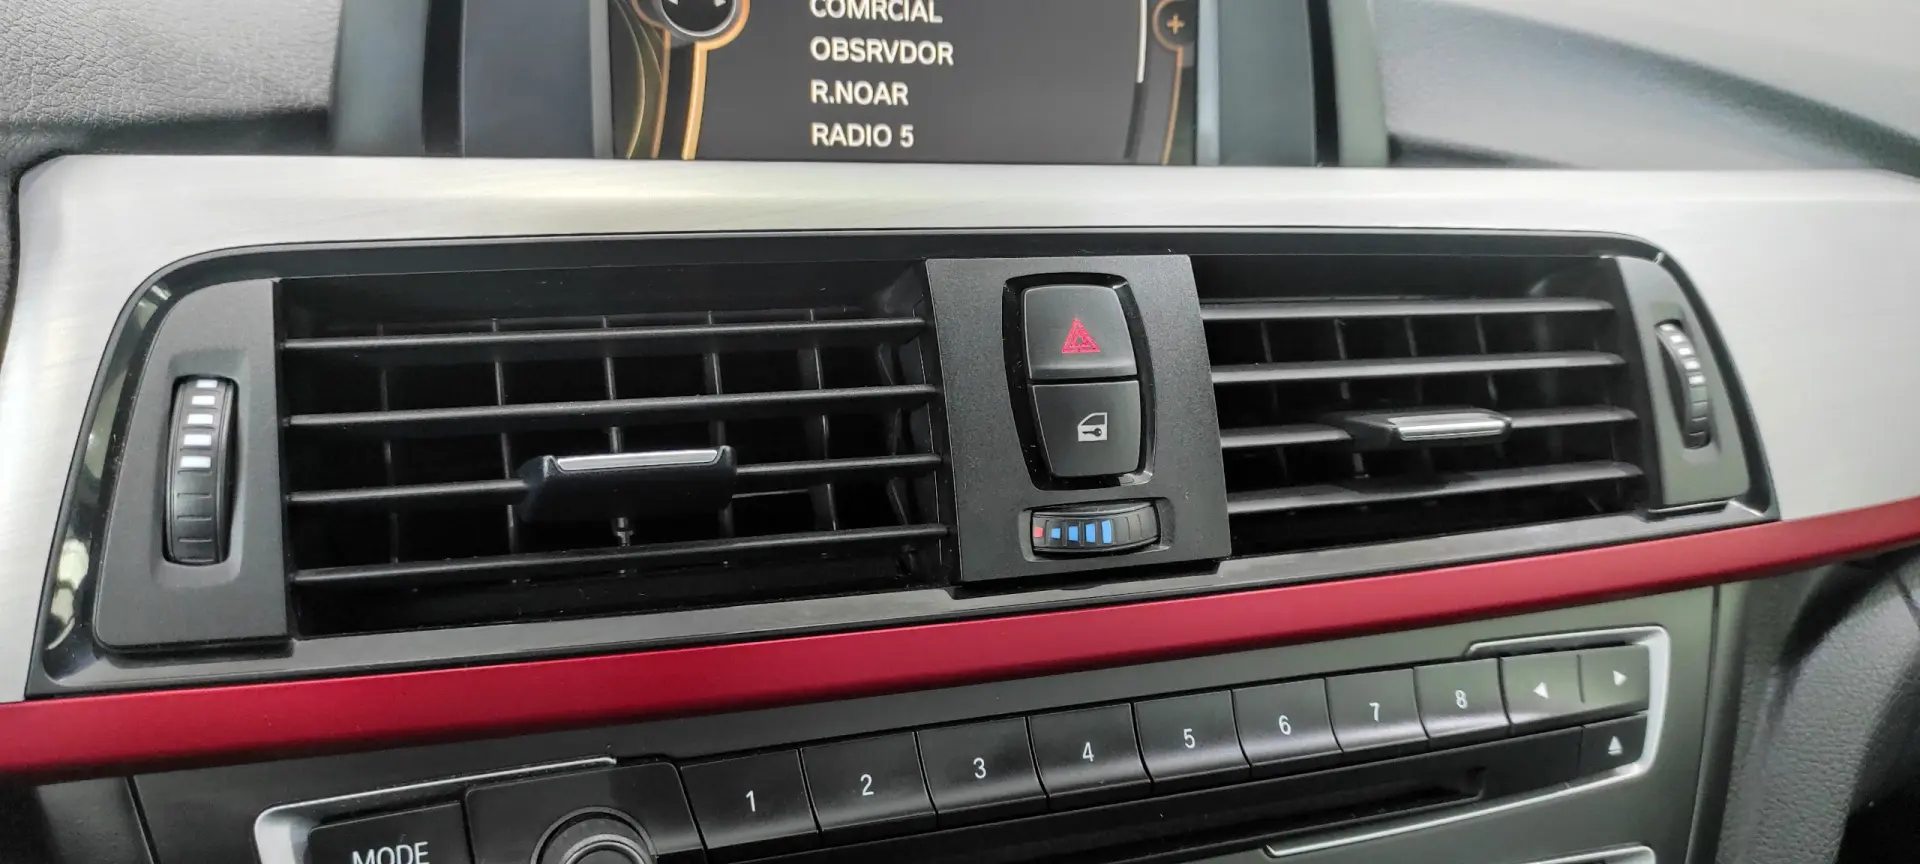 COMRCIAL
OBSRVDOR
R.NOAR
RADIO 5
1 2 3 4 5 6 7 8
MODE